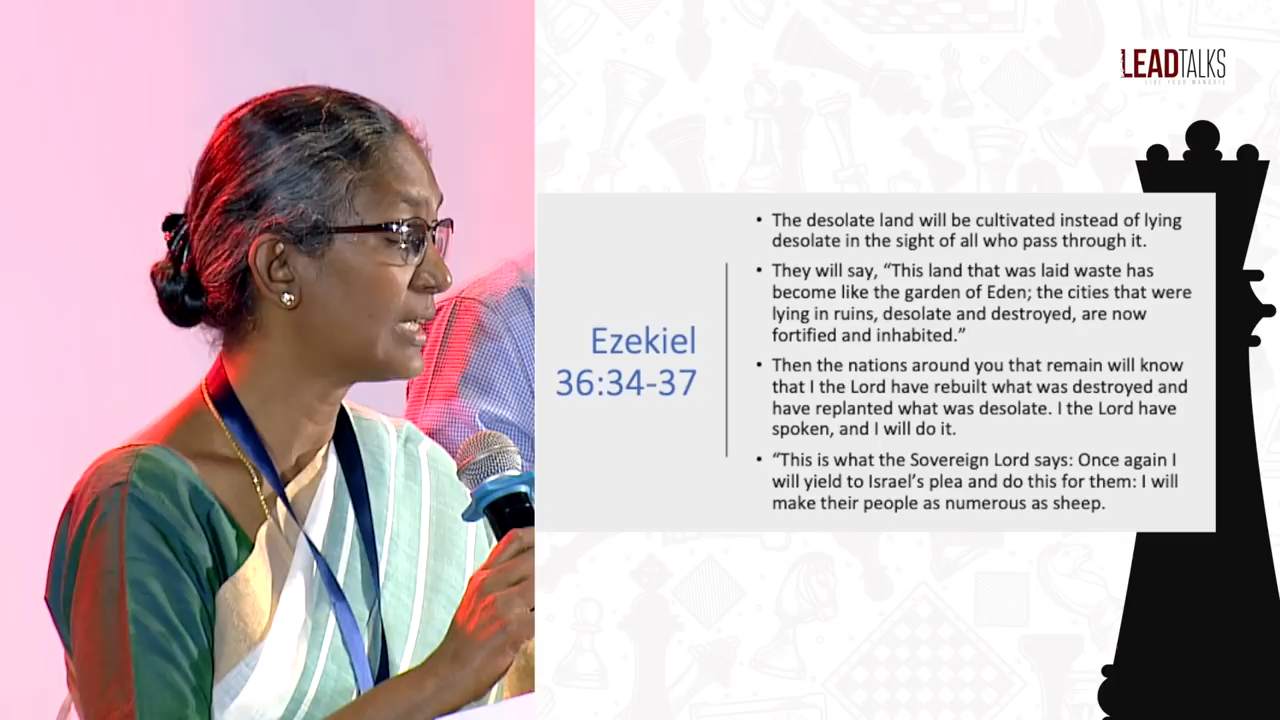 LEADTALKS
LIVE YOUR MANDATE
Ezekiel
36:34-37
• The desolate land will be cultivated instead of lying
desolate in the sight of all who pass through it.
• They will say, “This land that was laid waste has
become like the garden of Eden; the cities that were
lying in ruins, desolate and destroyed, are now
fortified and inhabited.”
• Then the nations around you that remain will know
that I the Lord have rebuilt what was destroyed and
have replanted what was desolate. I the Lord have
spoken, and I will do it.
• “This is what the Sovereign Lord says: Once again I
will yield to Israel’s plea and do this for them: I will
make their people as numerous as sheep.